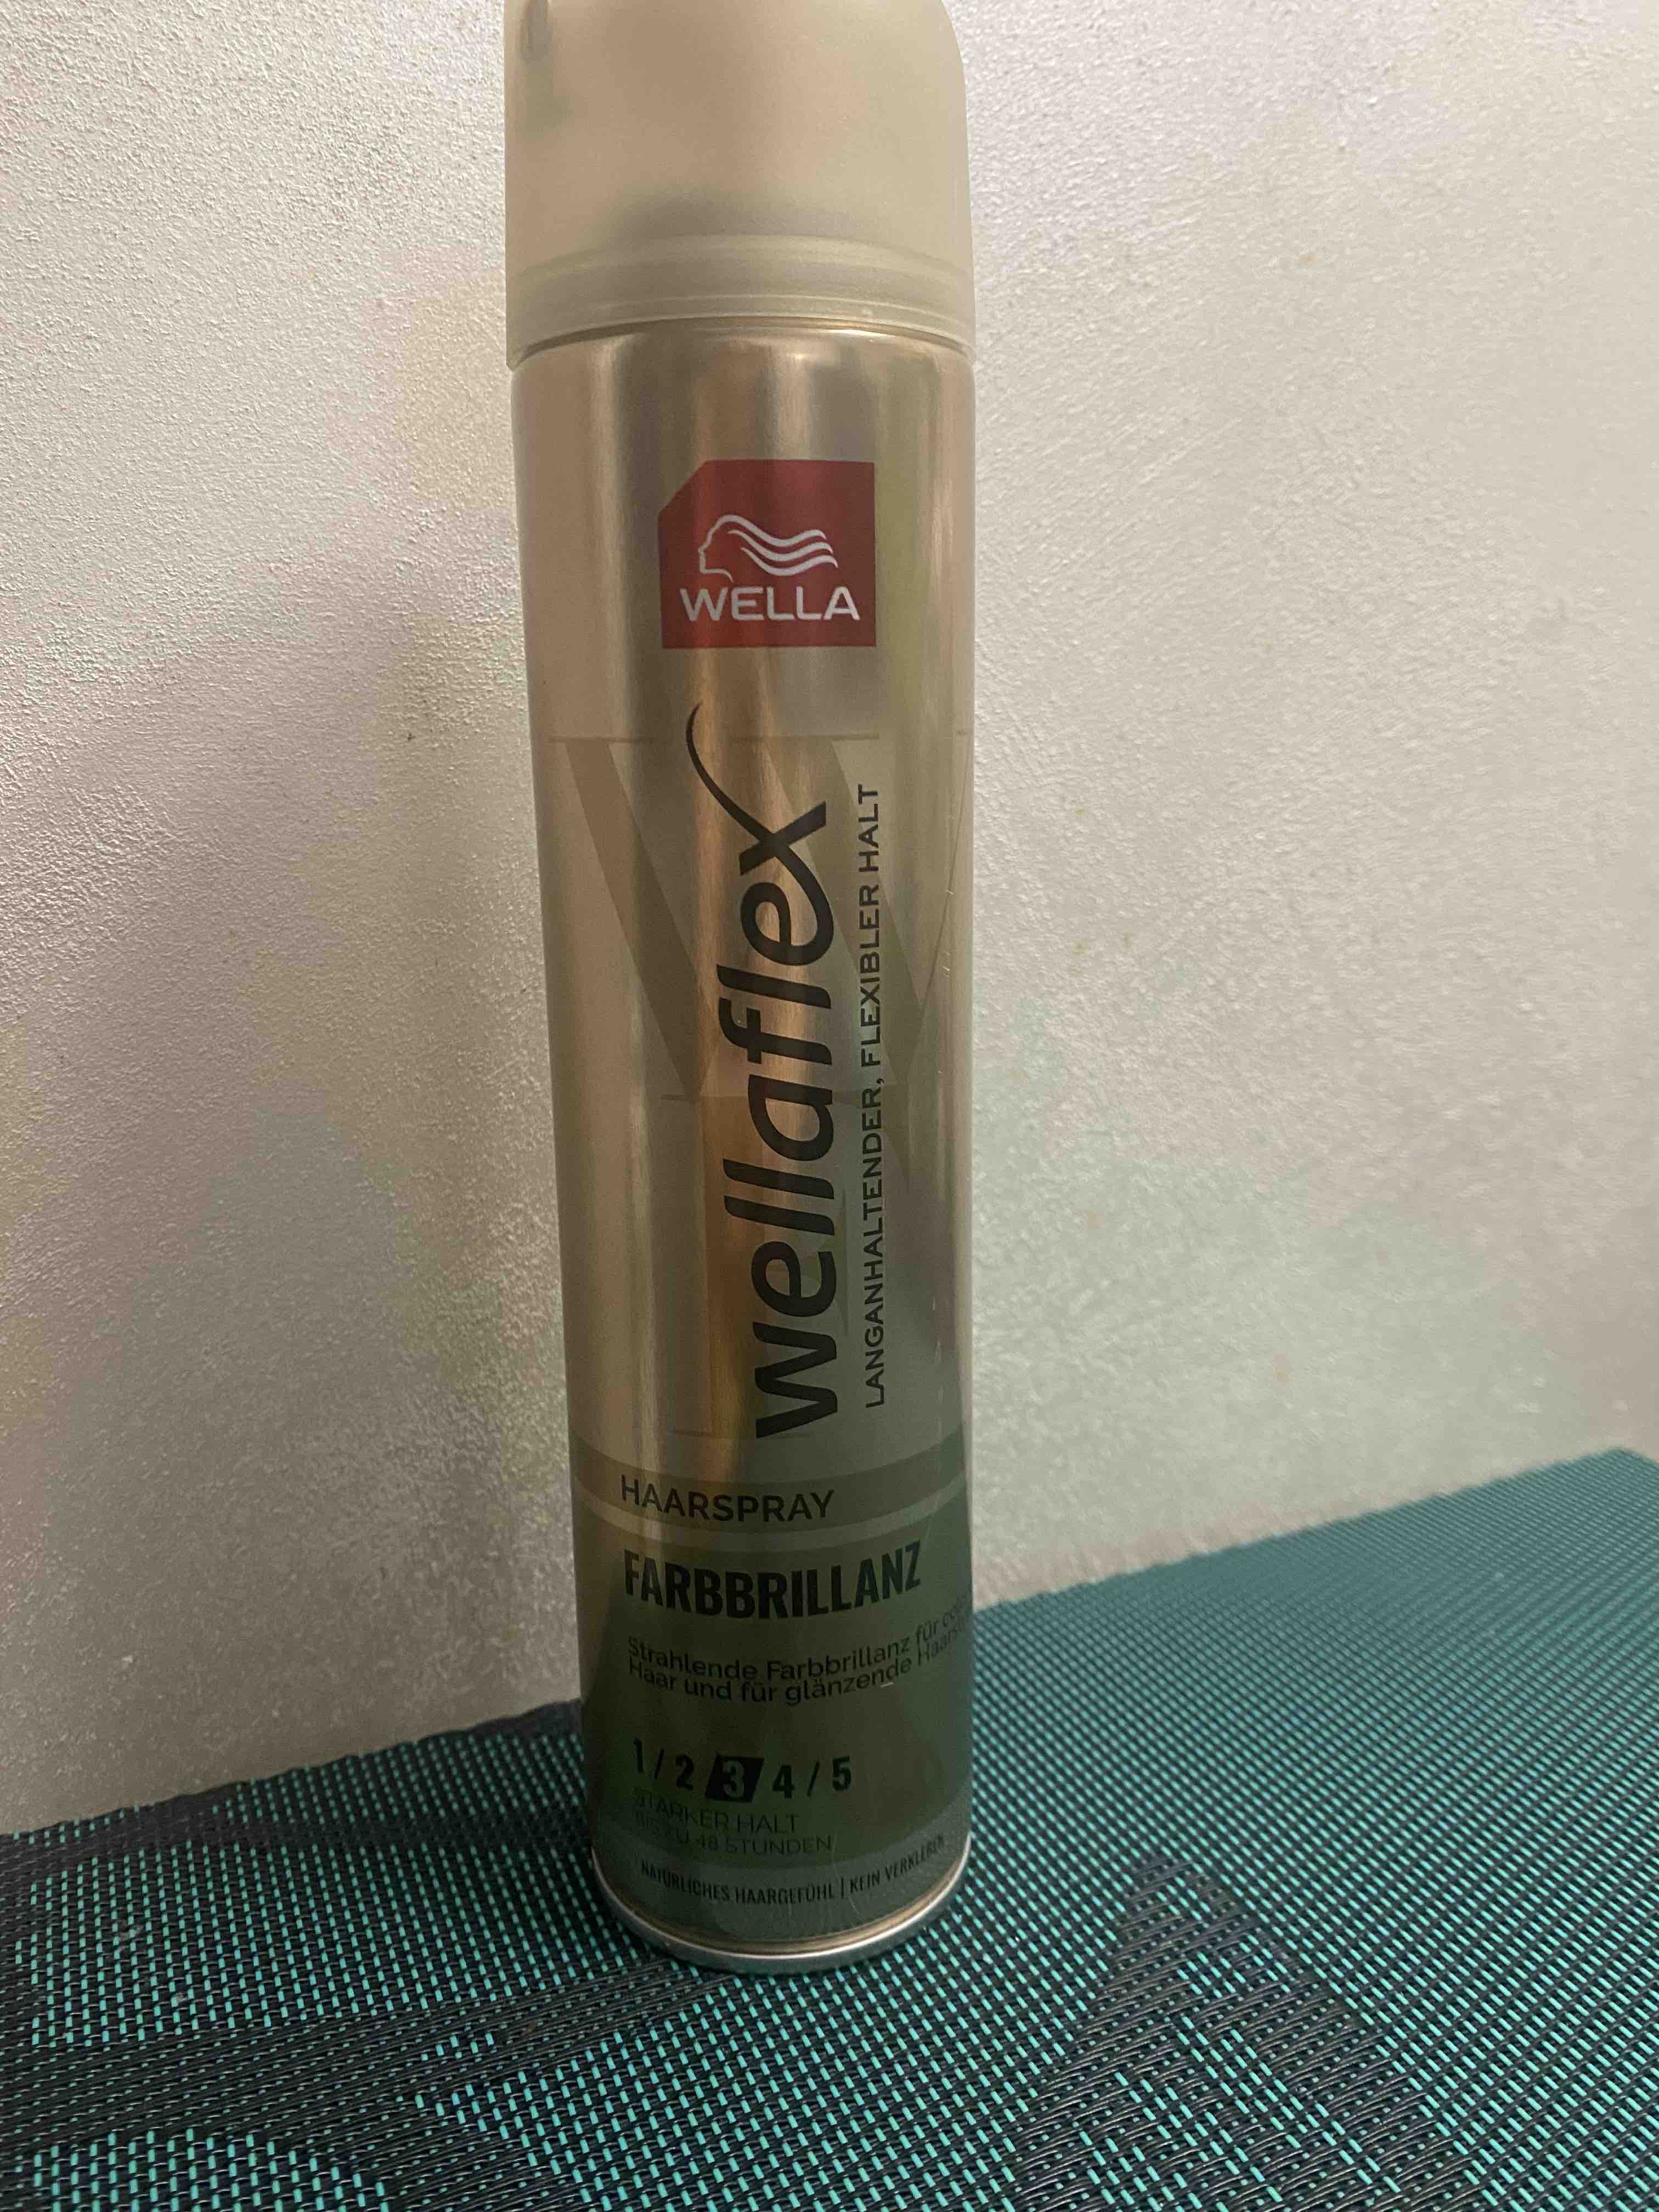 WELLA
wellaflex
LANGANHALTENDER, FLEXIBLER HALT
HAARSPRAY
FARBBRILLANZ
Strahlende Farbbrillanz für
Haar und für glänzende
1 / 2 3 4 / 5
STARKER HALT
BIS ZU 48 STUNDEN
NATÜRLICHES HAARGEFÜHL | KEIN VERKLEBEN